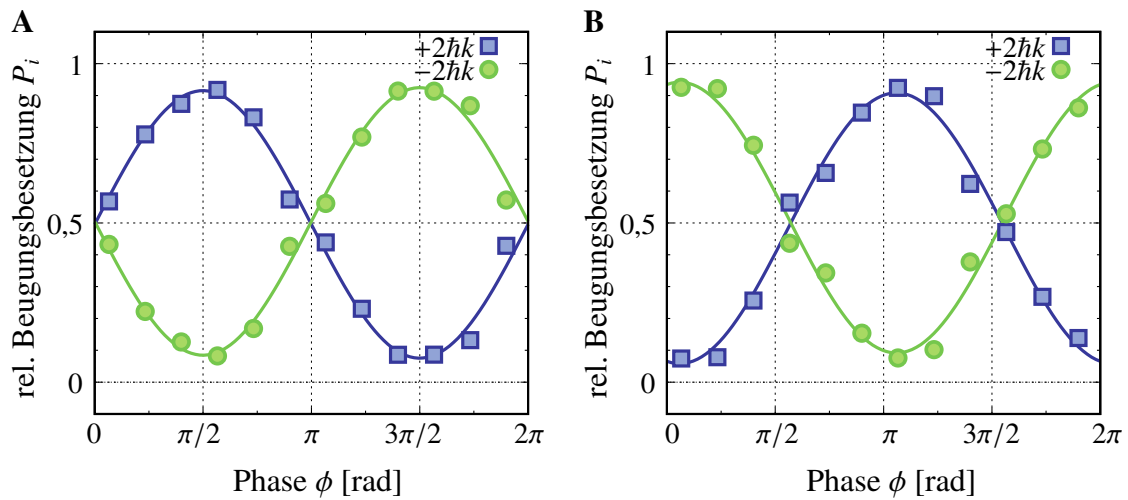 A
+2ħk
−2ħk
rel. Beugungsbesetzung P_i
1
0,5
0
0
π/2
π
3π/2
2π
Phase ϕ [rad]
B
+2ħk
−2ħk
rel. Beugungsbesetzung P_i
1
0,5
0
0
π/2
π
3π/2
2π
Phase ϕ [rad]